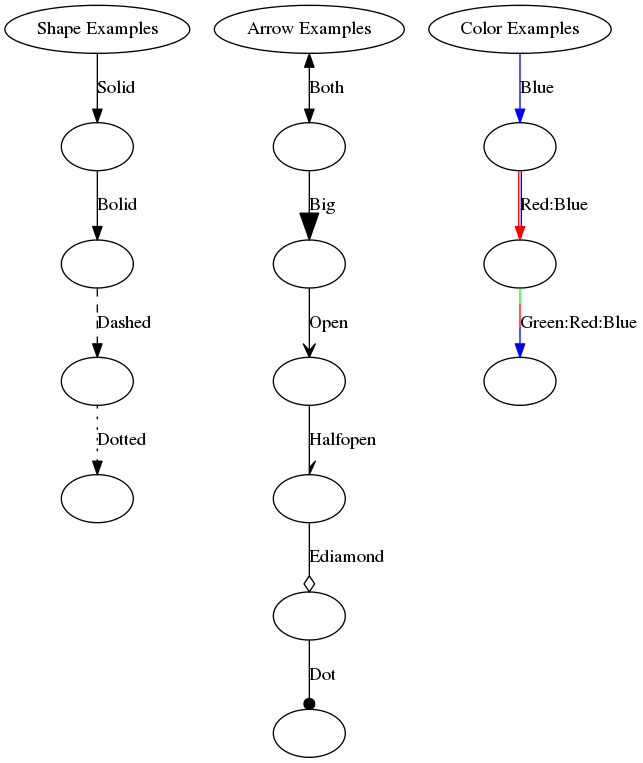 Shape Examples
Solid
Bolid
Dashed
Dotted
Arrow Examples
Both
Big
Open
Halfopen
Ediamond
Dot
Color Examples
Blue
Red:Blue
Green:Red:Blue